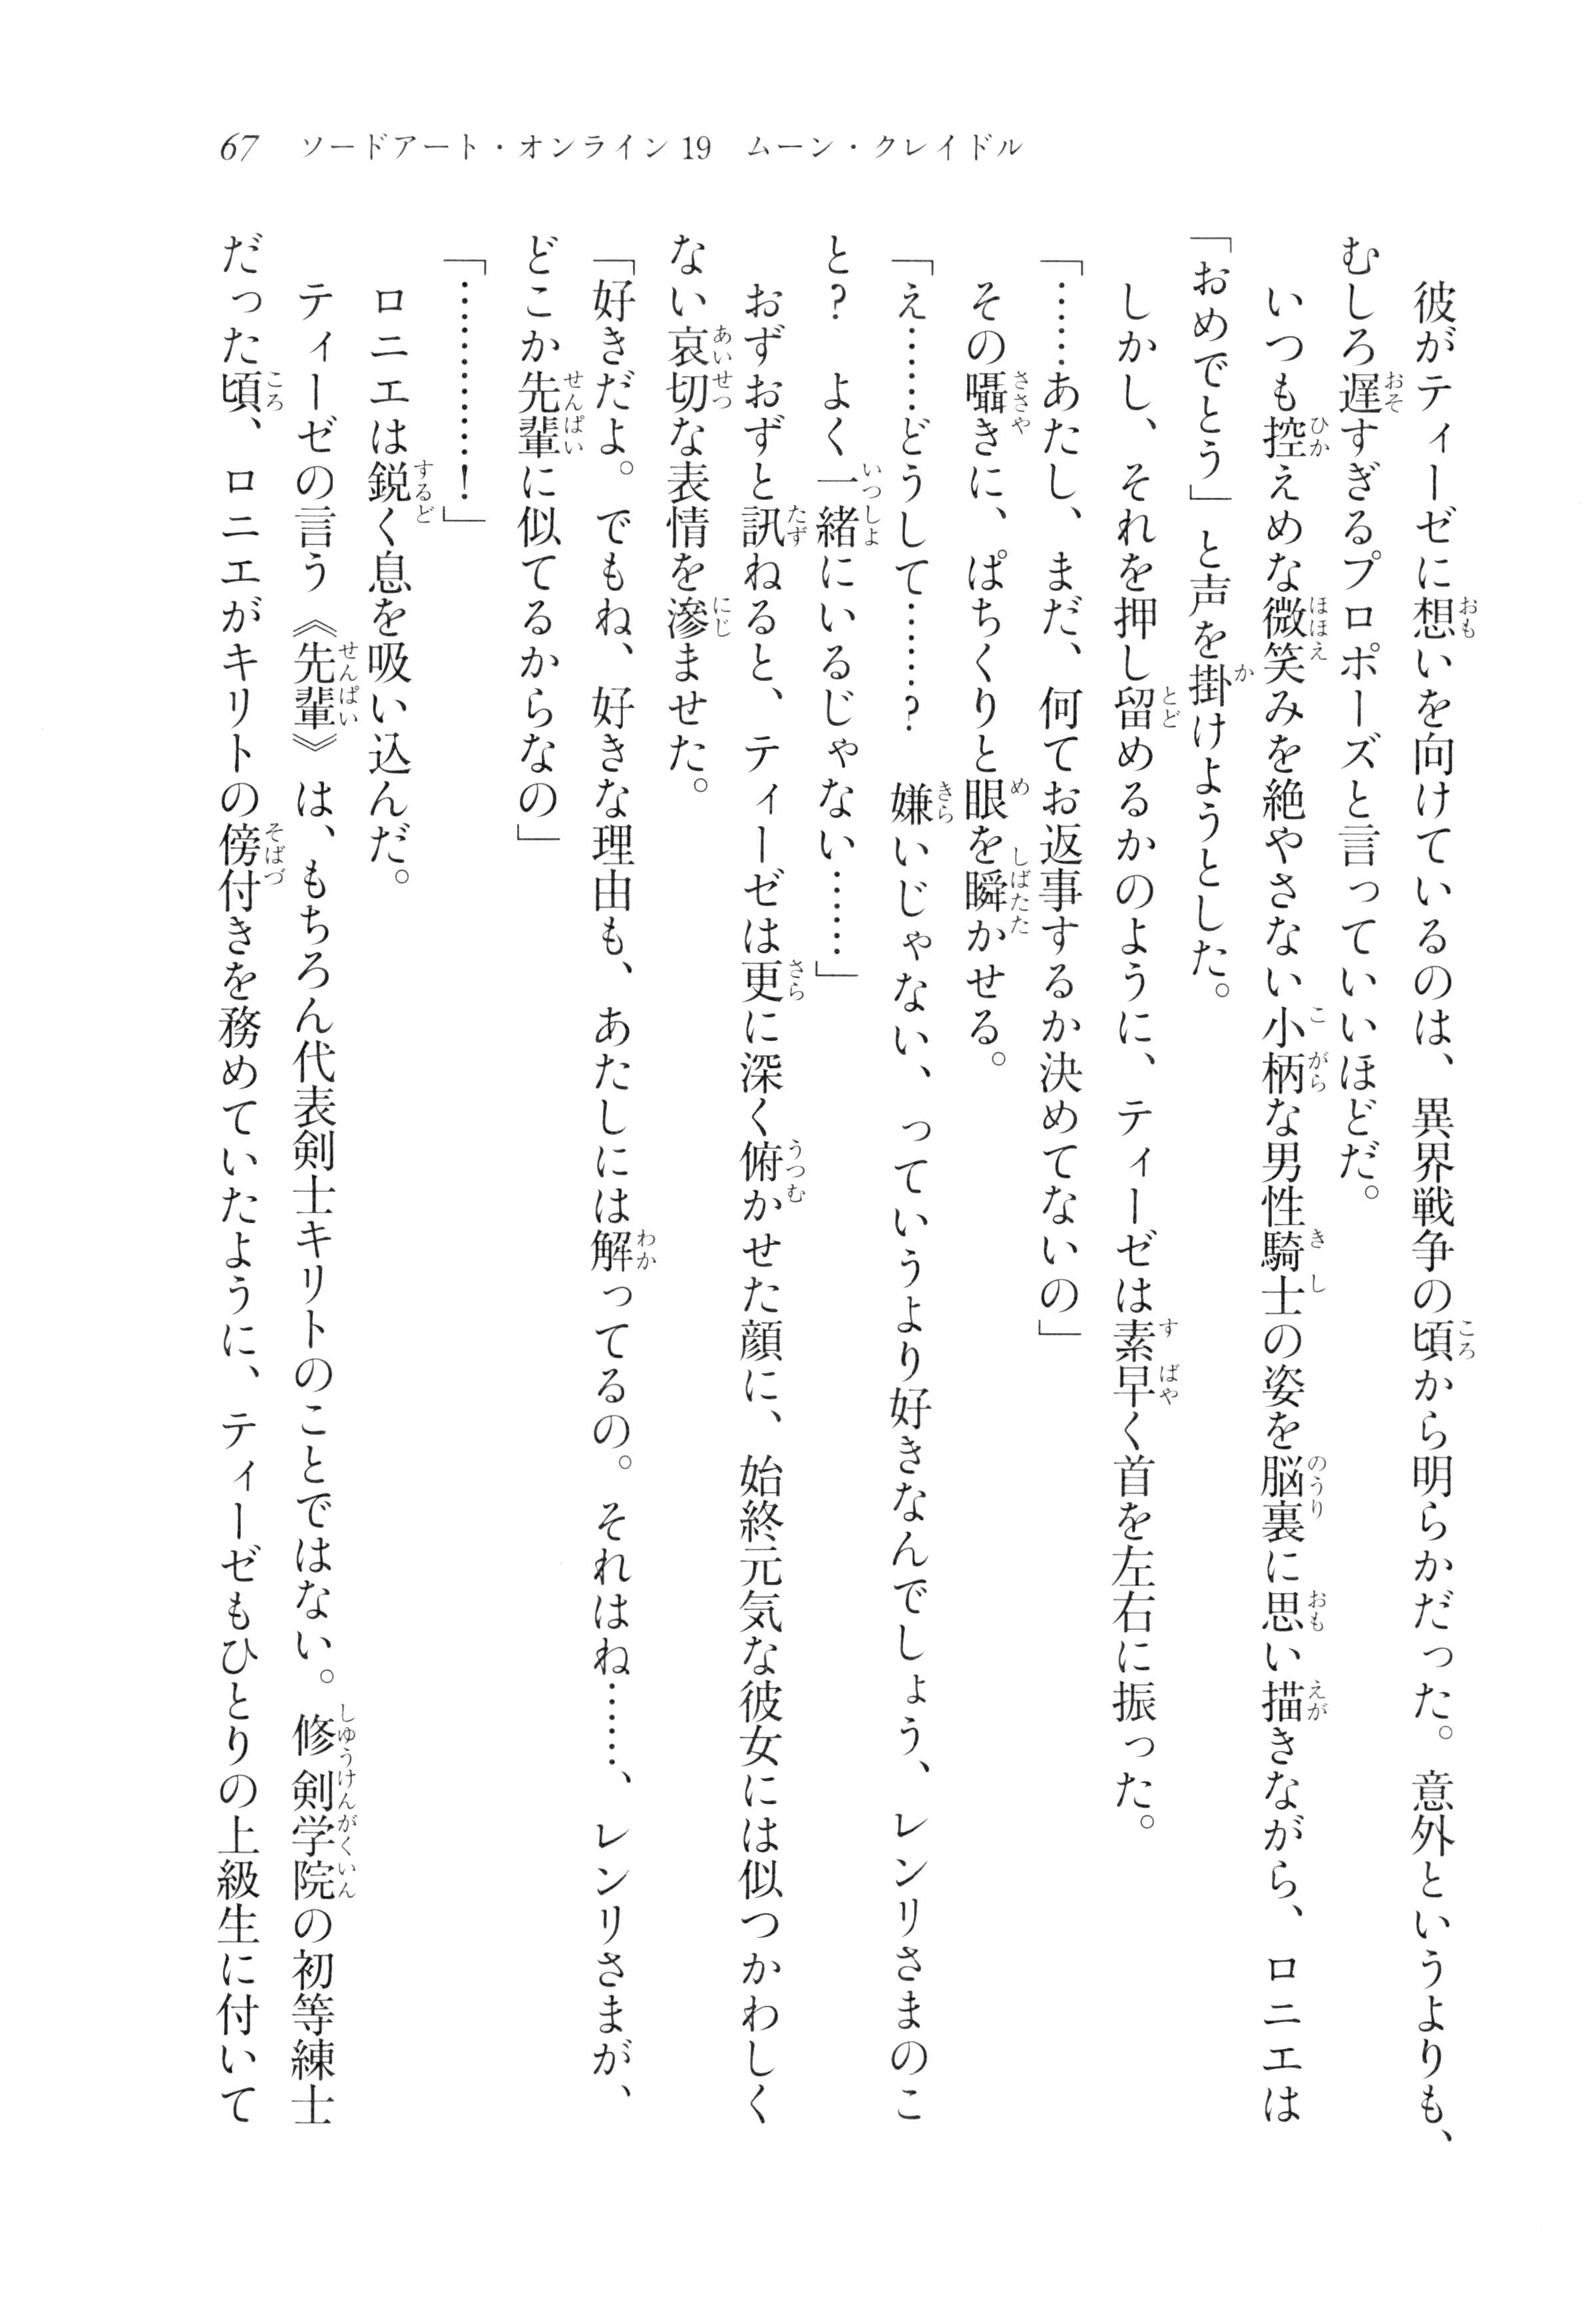 67　ソードアート・オンライン19　ムーン・クレイドル
　彼がティーゼに想いを向けているのは、異界戦争の頃から明らかだった。意外というよりも、
むしろ遅すぎるプロポーズと言っていいほどだ。
　いつも控えめな微笑みを絶やさない小柄な男性騎士の姿を脳裏に思い描きながら、ロニエは
「おめでとう」と声を掛けようとした。
　しかし、それを押し留めるかのように、ティーゼは素早く首を左右に振った。
「……あたし、まだ、何てお返事するか決めてないの」
　その囁きに、ぱちくりと眼を瞬かせる。
「え………どうして………？　嫌いじゃない、っていうより好きなんでしょう、レンリさまのこ
と？　よく一緒にいるじゃない……」
　おずおずと訊ねると、ティーゼは更に深く俯かせた顔に、始終元気な彼女には似つかわしく
ない哀切な表情を滲ませた。
「好きだよ。でもね、好きな理由も、あたしには解ってるの。それはね……、レンリさまが、
どこか先輩に似てるからなの」
「……………！」
　ロニエは鋭く息を吸い込んだ。
　ティーゼの言う《先輩》は、もちろん代表剣士キリトのことではない。修剣学院の初等練士
だった頃、ロニエがキリトの傍付きを務めていたように、ティーゼもひとりの上級生に付いて